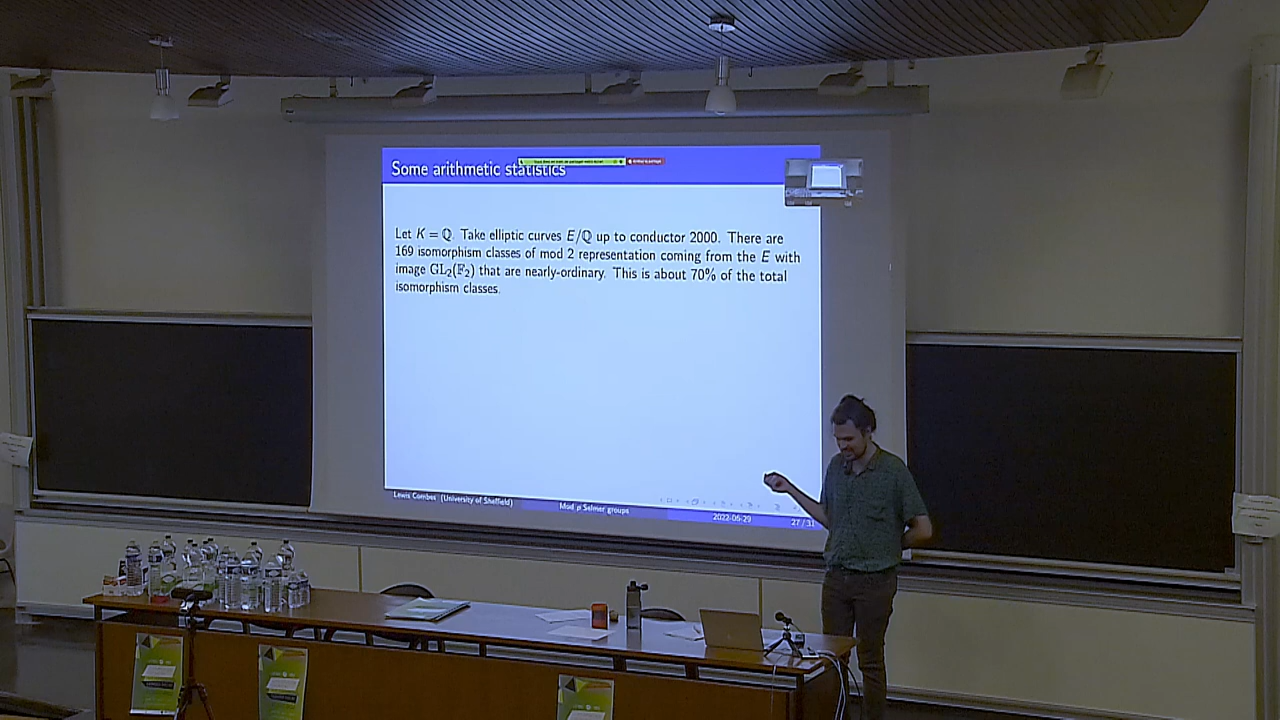 Some arithmetic statistics
Let K = ℚ. Take elliptic curves E/ℚ up to conductor 2000. There are
169 isomorphism classes of mod 2 representation coming from the E with
image GL₂(𝔽₂) that are nearly-ordinary. This is about 70% of the total
isomorphism classes.
Lewis Combes (University of Sheffield)
Mod p Selmer groups
2022-06-29
27 / 31